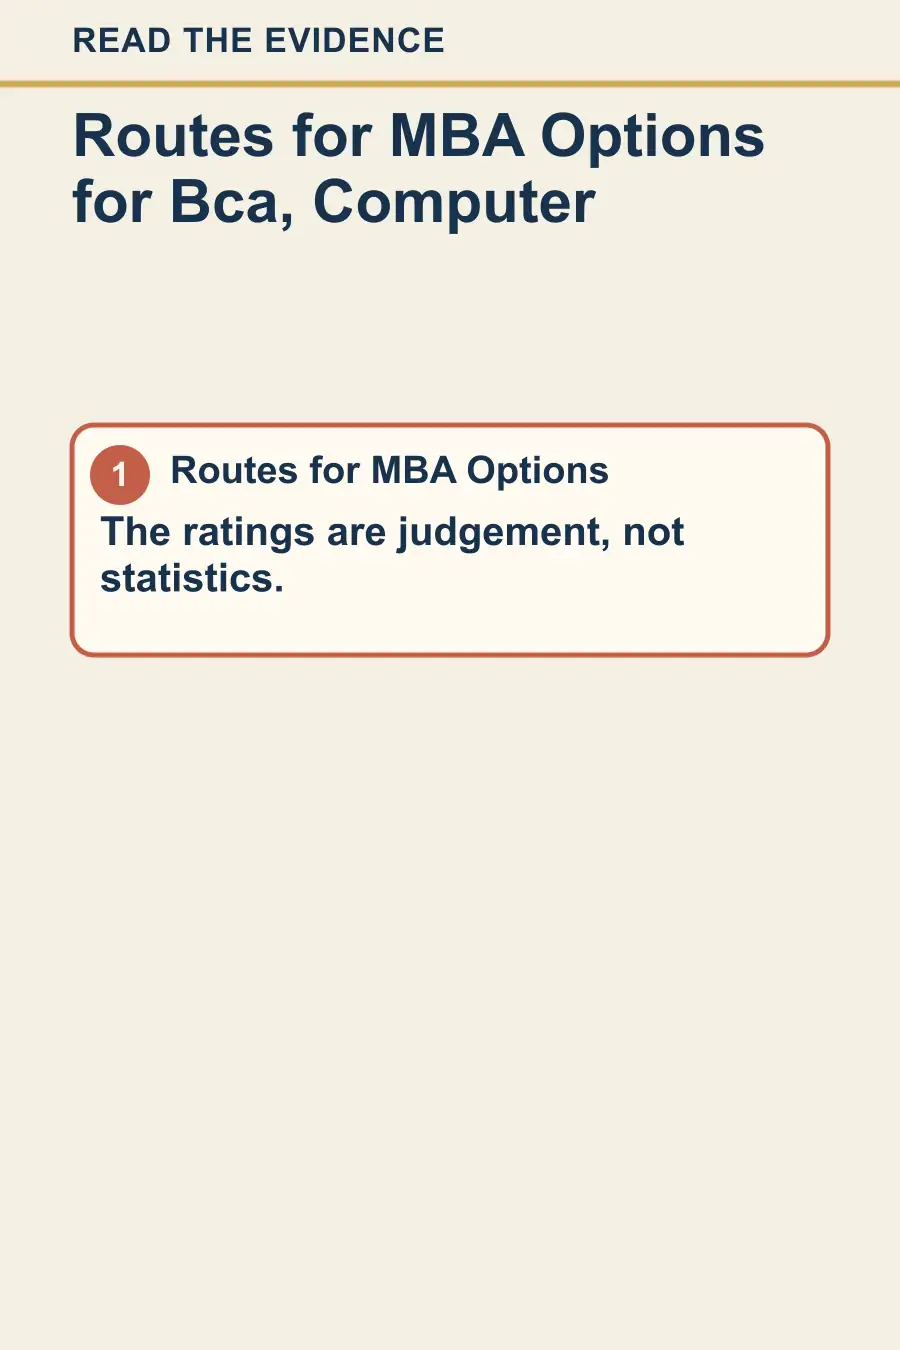 READ THE EVIDENCE
Routes for MBA Options
for Bca, Computer
1 Routes for MBA Options
The ratings are judgement, not
statistics.